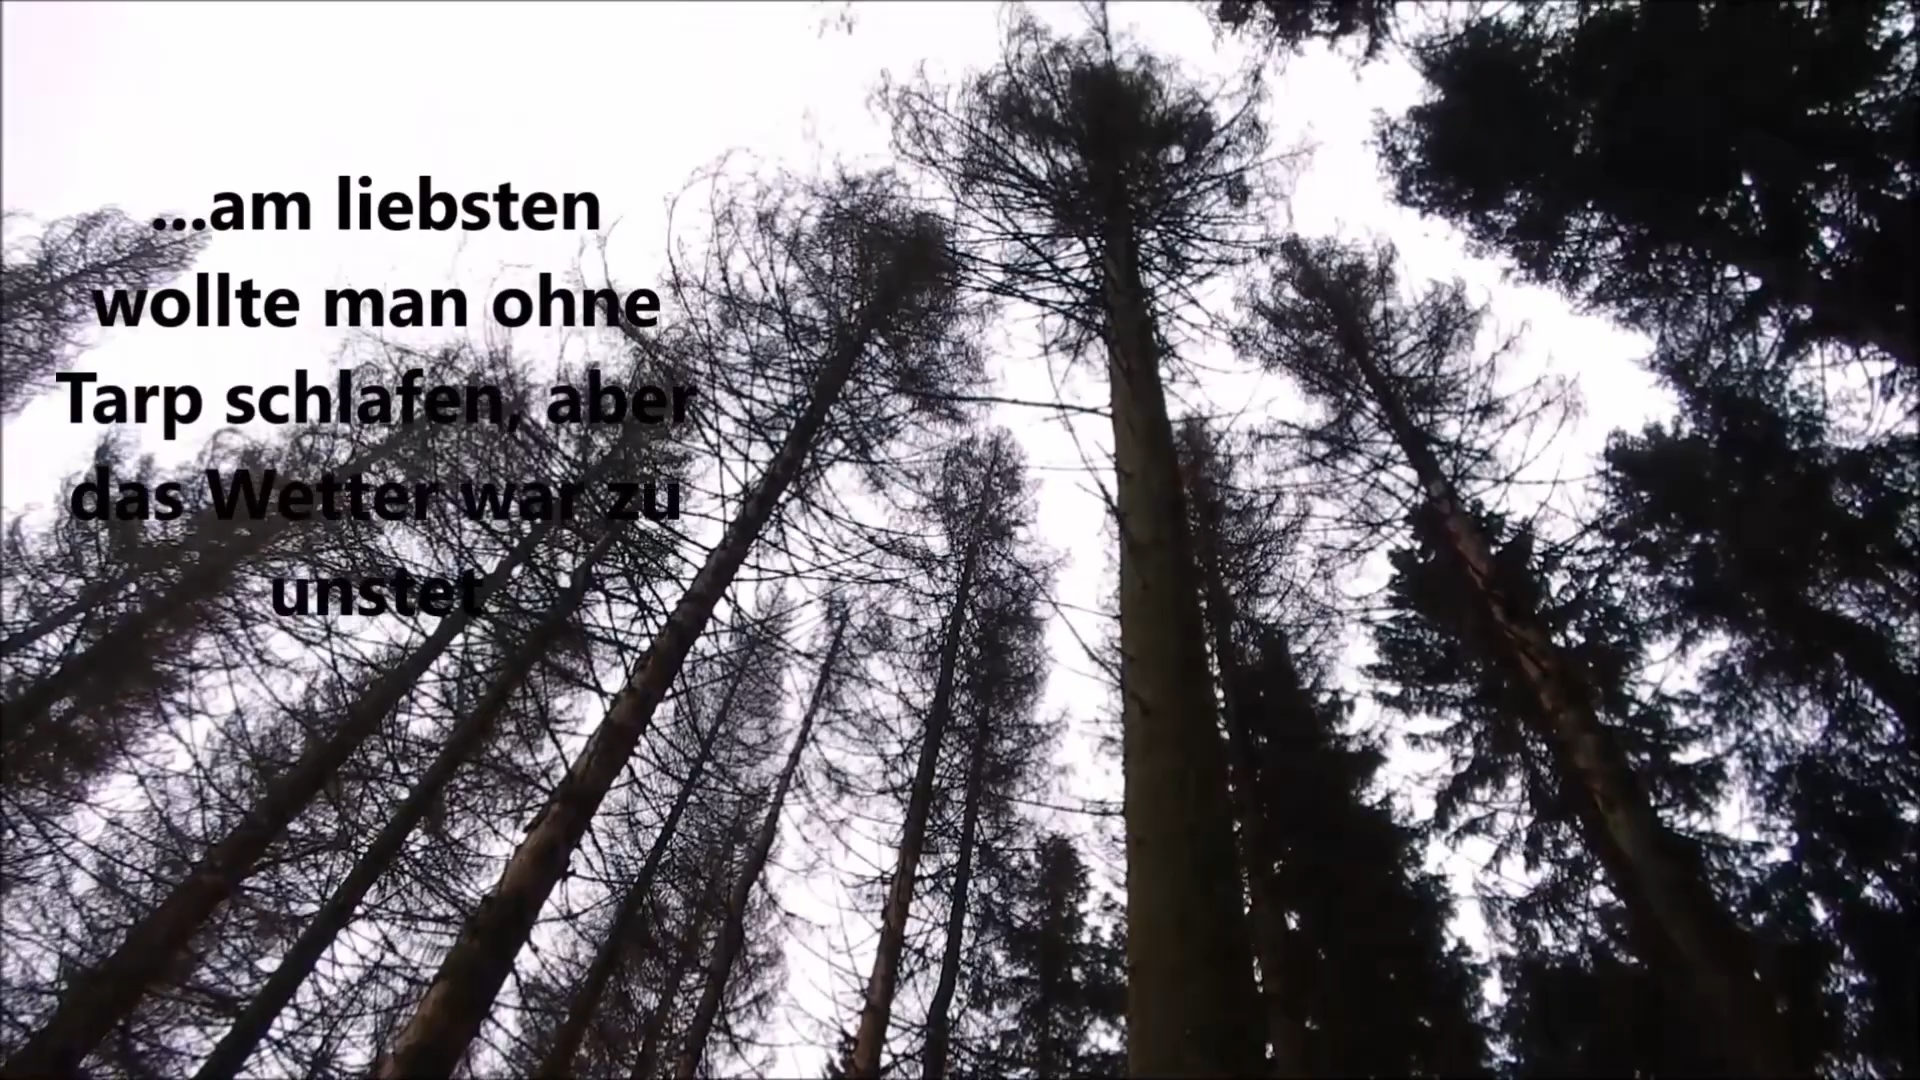 ...am liebsten
wollte man ohne
Tarp schlafen, aber
das Wetter war zu
unstet